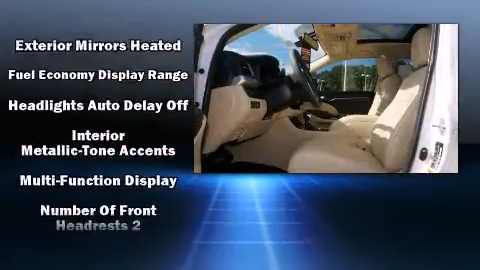 Exterior Mirrors Heated
Fuel Economy Display Range
Headlights Auto Delay Off
Interior
Metallic-Tone Accents
Multi-Function Display
Number Of Front
Headrests 2